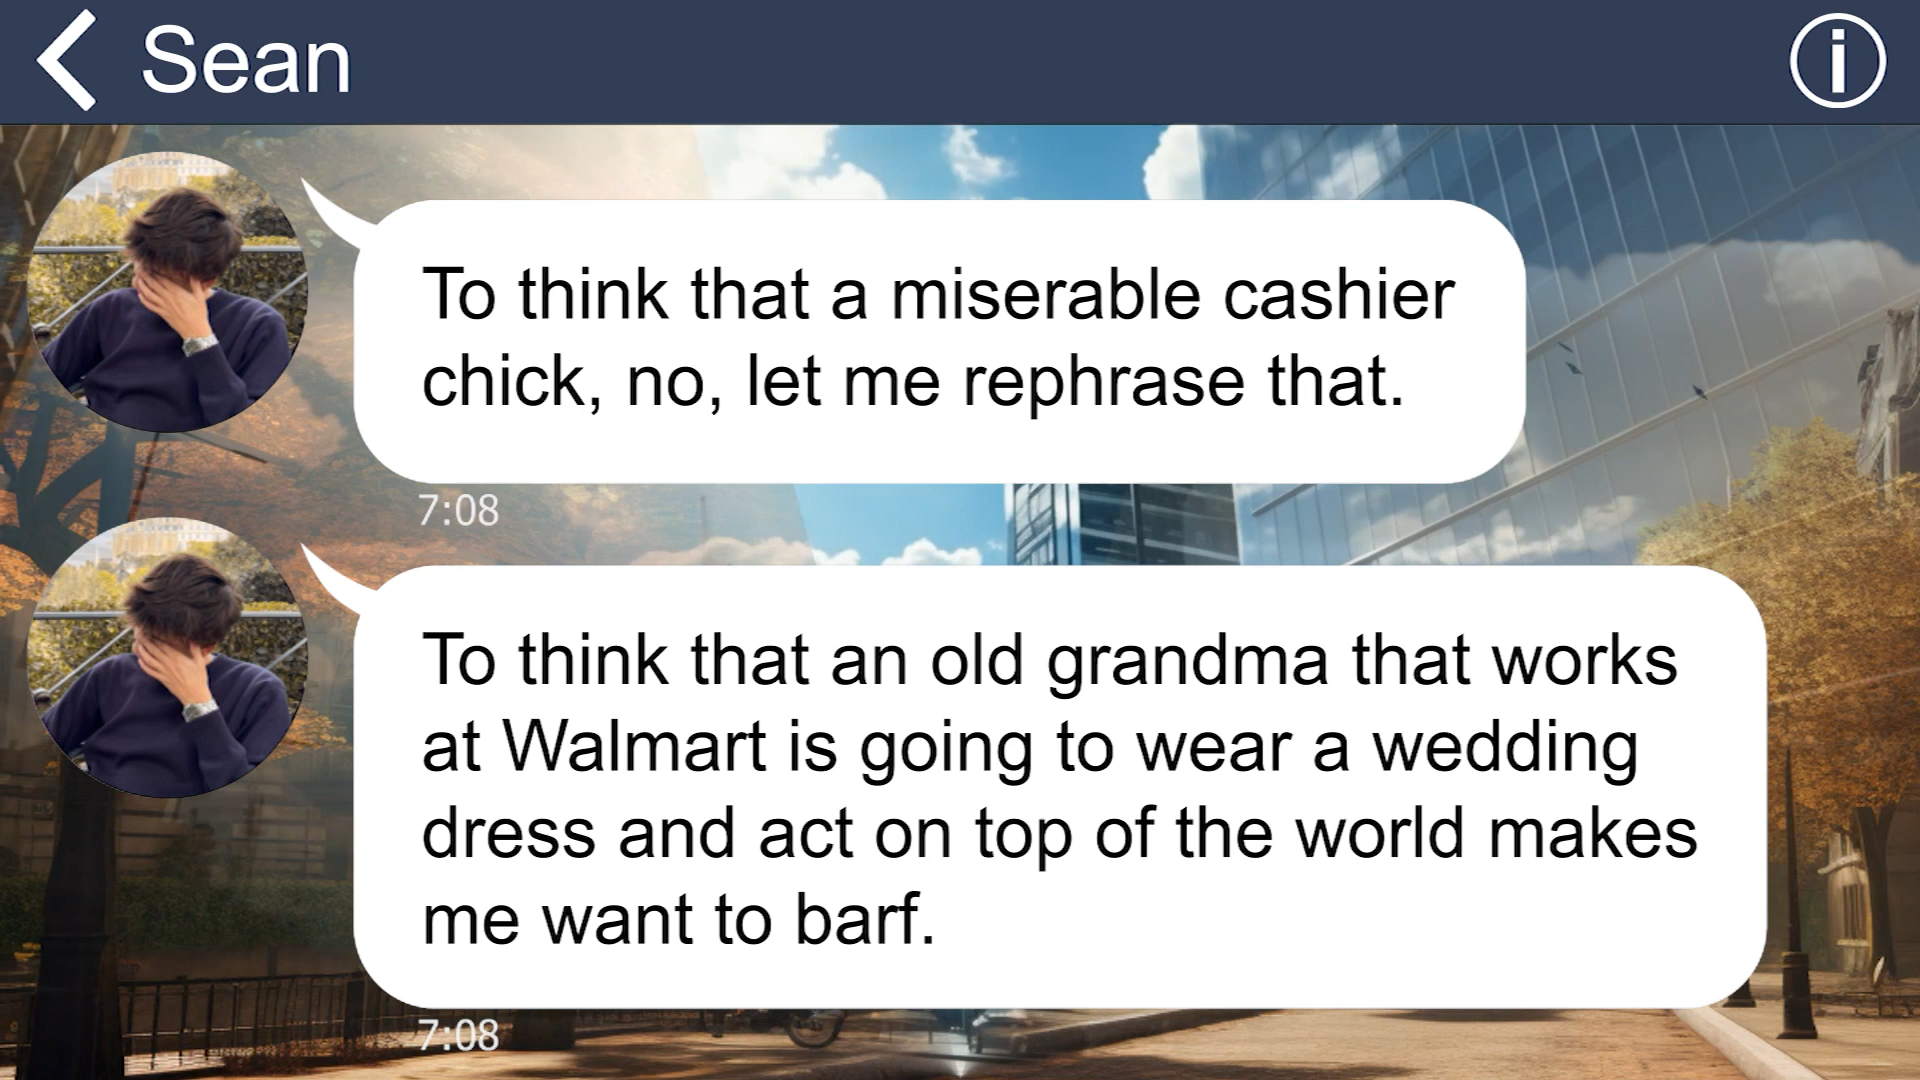 Sean
To think that a miserable cashier
chick, no, let me rephrase that.
7:08
To think that an old grandma that works
at Walmart is going to wear a wedding
dress and act on top of the world makes
me want to barf.
7:08